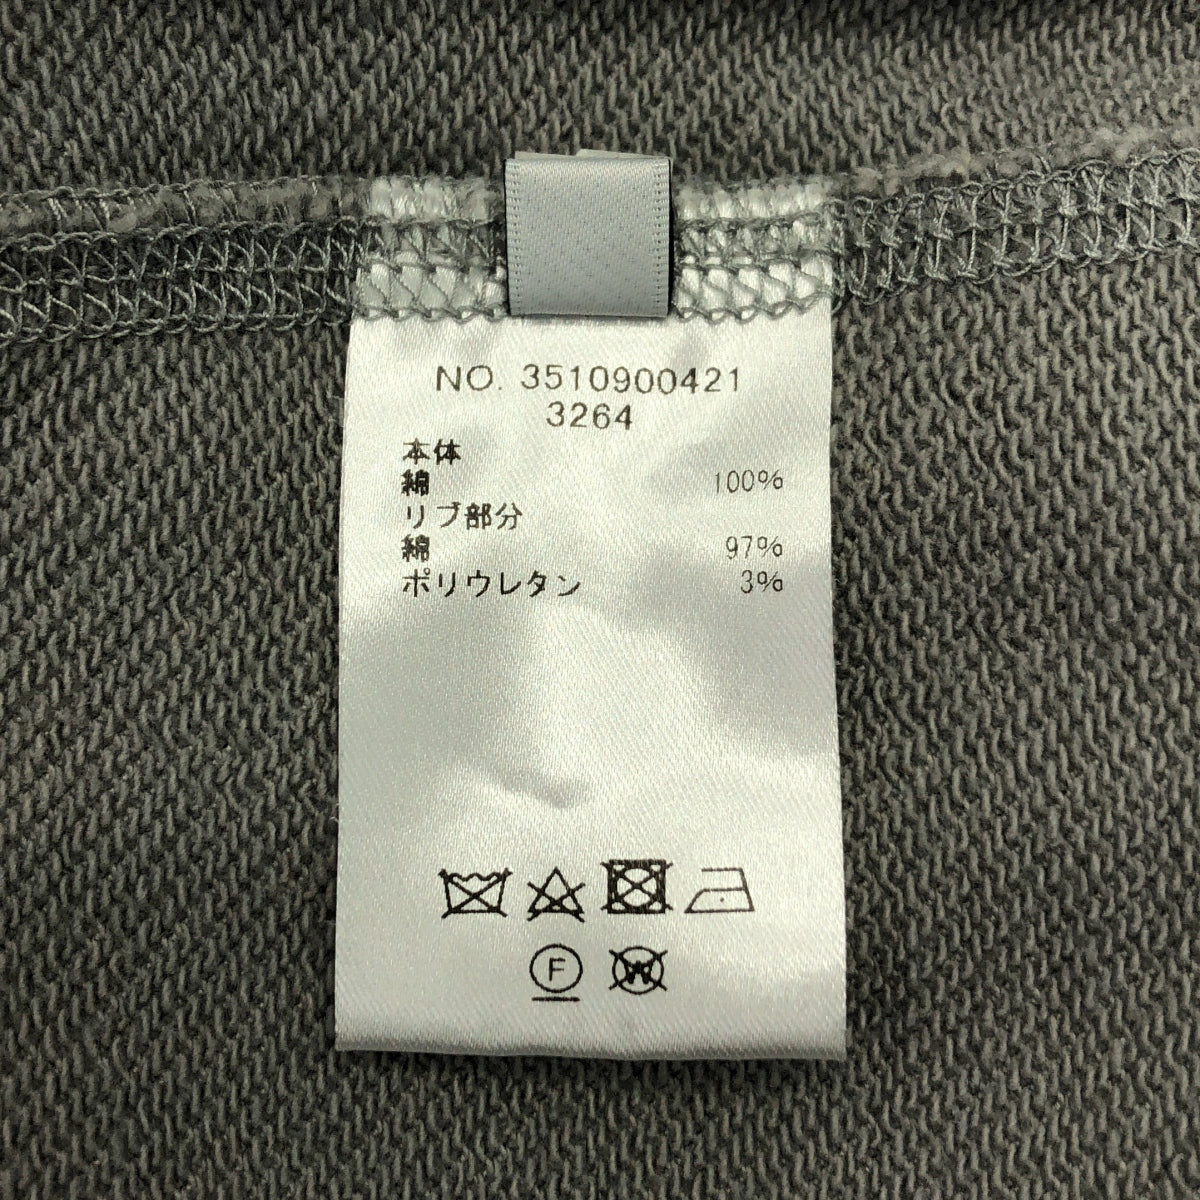 NO. 3510900421
3264
本体
綿 100%
リブ部分
綿 97%
ポリウレタン 3%
F W